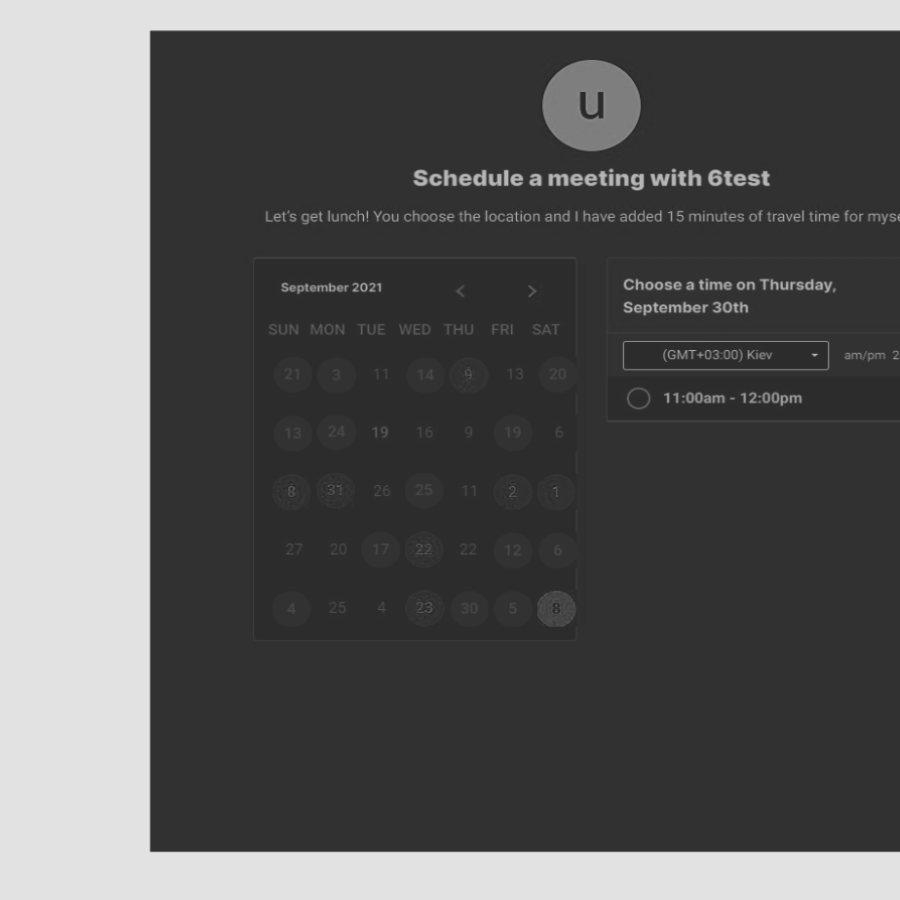 u
Schedule a meeting with 6test
Let's get lunch! You choose the location and I have added 15 minutes of travel time for myse
September 2021 < >
SUN MON TUE WED THU FRI SAT
21 3 11 14 9 13 20
13 24 19 16 9 19 6
8 31 26 25 11 2 1
27 20 17 22 22 12 6
4 25 4 23 30 5 8
Choose a time on Thursday,
September 30th
(GMT+03:00) Kiev am/pm 2
11:00am - 12:00pm